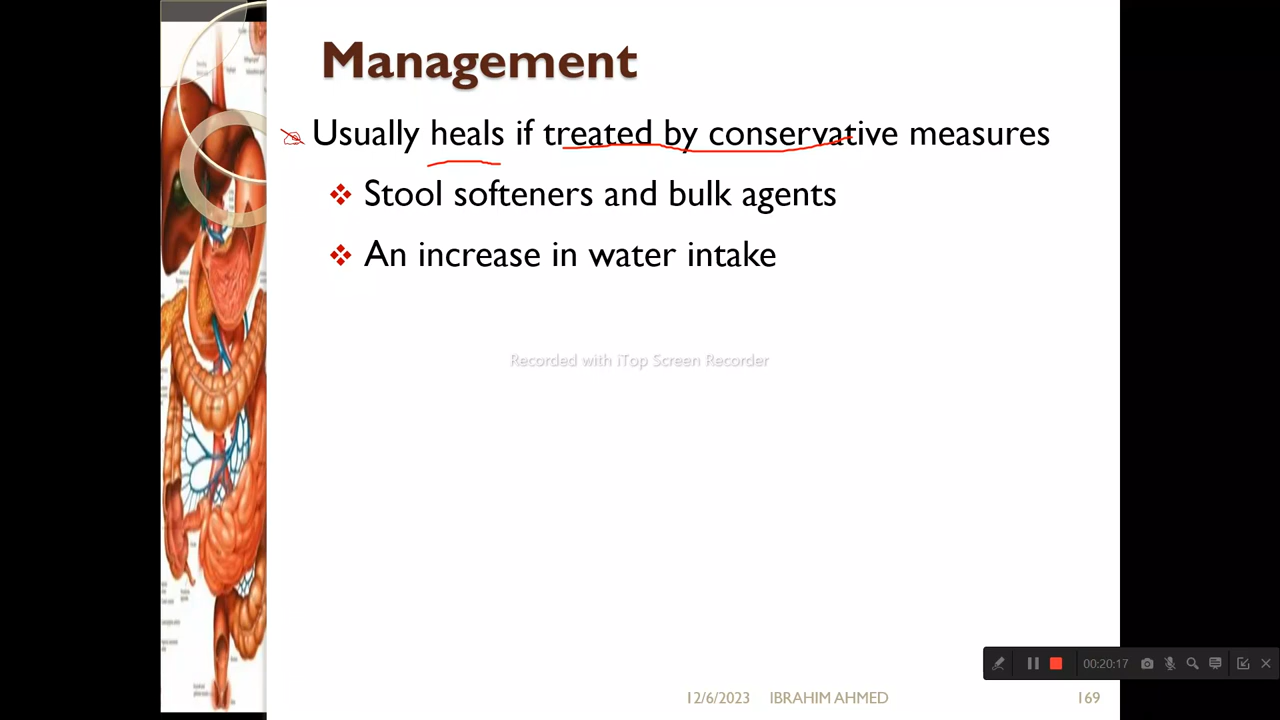 Management
Usually heals if treated by conservative measures
Stool softeners and bulk agents
An increase in water intake
Recorded with iTop Screen Recorder
00:20:17
12/6/2023 IBRAHIM AHMED 169